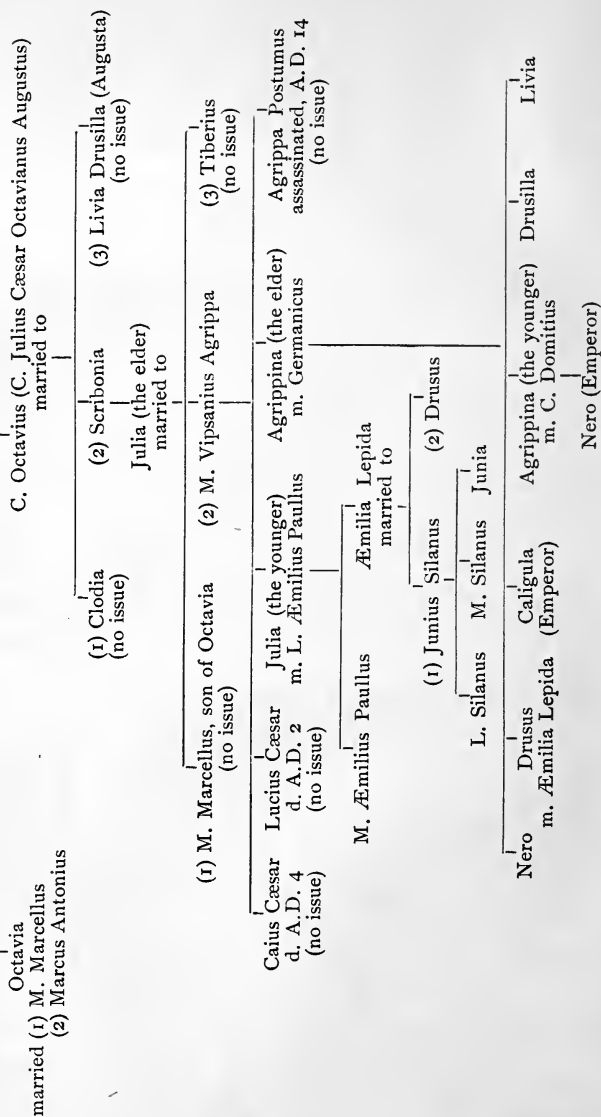 Octavia
married (1) M. Marcellus
(2) Marcus Antonius
C. Octavius (C. Julius Cæsar Octavianus Augustus)
married to
(1) Clodia
(no issue)
(2) Scribonia
(3) Livia Drusilla (Augusta)
(no issue)
Julia (the elder)
married to
(1) M. Marcellus, son of Octavia
(no issue)
(2) M. Vipsanius Agrippa
(3) Tiberius
(no issue)
Caius Cæsar
d. A.D. 4
(no issue)
Lucius Cæsar
d. A.D. 2
(no issue)
Julia (the younger)
m. L. Æmilius Paullus
Agrippina (the elder)
m. Germanicus
Agrippa Postumus
assassinated, A.D. 14
(no issue)
M. Æmilius Paullus
Æmilia Lepida
married to
(1) Junius Silanus
(2) Drusus
L. Silanus
M. Silanus
Junia
Nero
Drusus
m. Æmilia Lepida
Caligula
(Emperor)
Agrippina (the younger)
m. C. Domitius
Drusilla
Livia
Nero (Emperor)